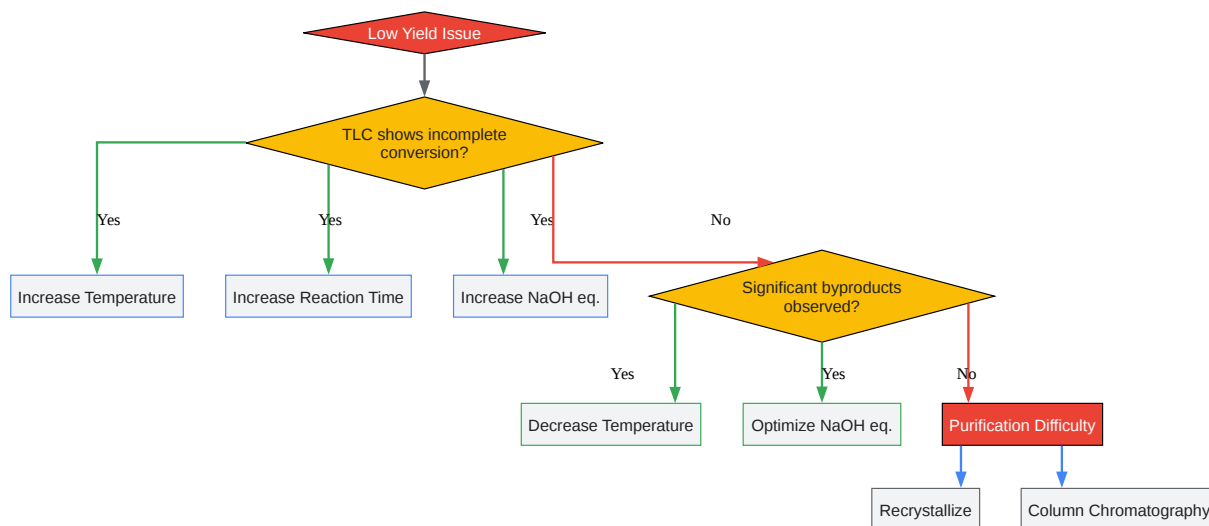 Low Yield Issue
TLC shows incomplete
conversion?
Yes
Yes
Yes
No
Increase Temperature
Increase Reaction Time
Increase NaOH eq.
Significant byproducts
observed?
Yes
Yes
No
Decrease Temperature
Optimize NaOH eq.
Purification Difficulty
Recrystallize
Column Chromatography